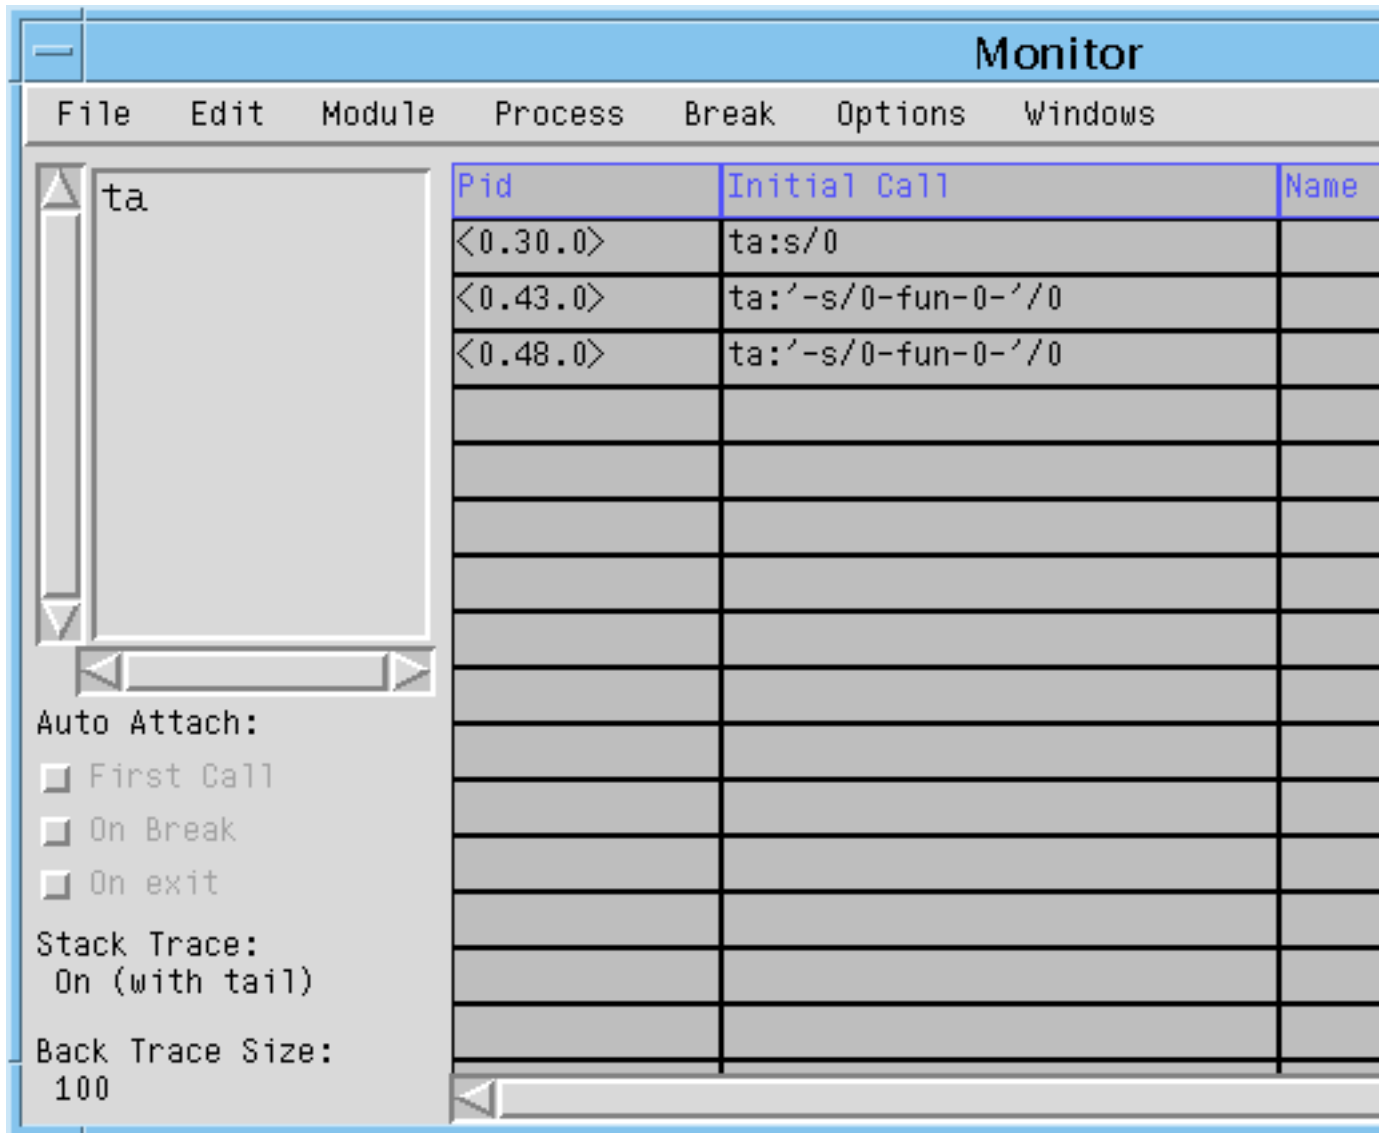 Monitor
File Edit Module Process Break Options Windows
ta
Pid Initial Call Name
<0.30.0> ta:s/0
<0.43.0> ta:'-s/0-fun-0-'/0
<0.48.0> ta:'-s/0-fun-0-'/0
Auto Attach:
First Call
On Break
On exit
Stack Trace:
On (with tail)
Back Trace Size:
100